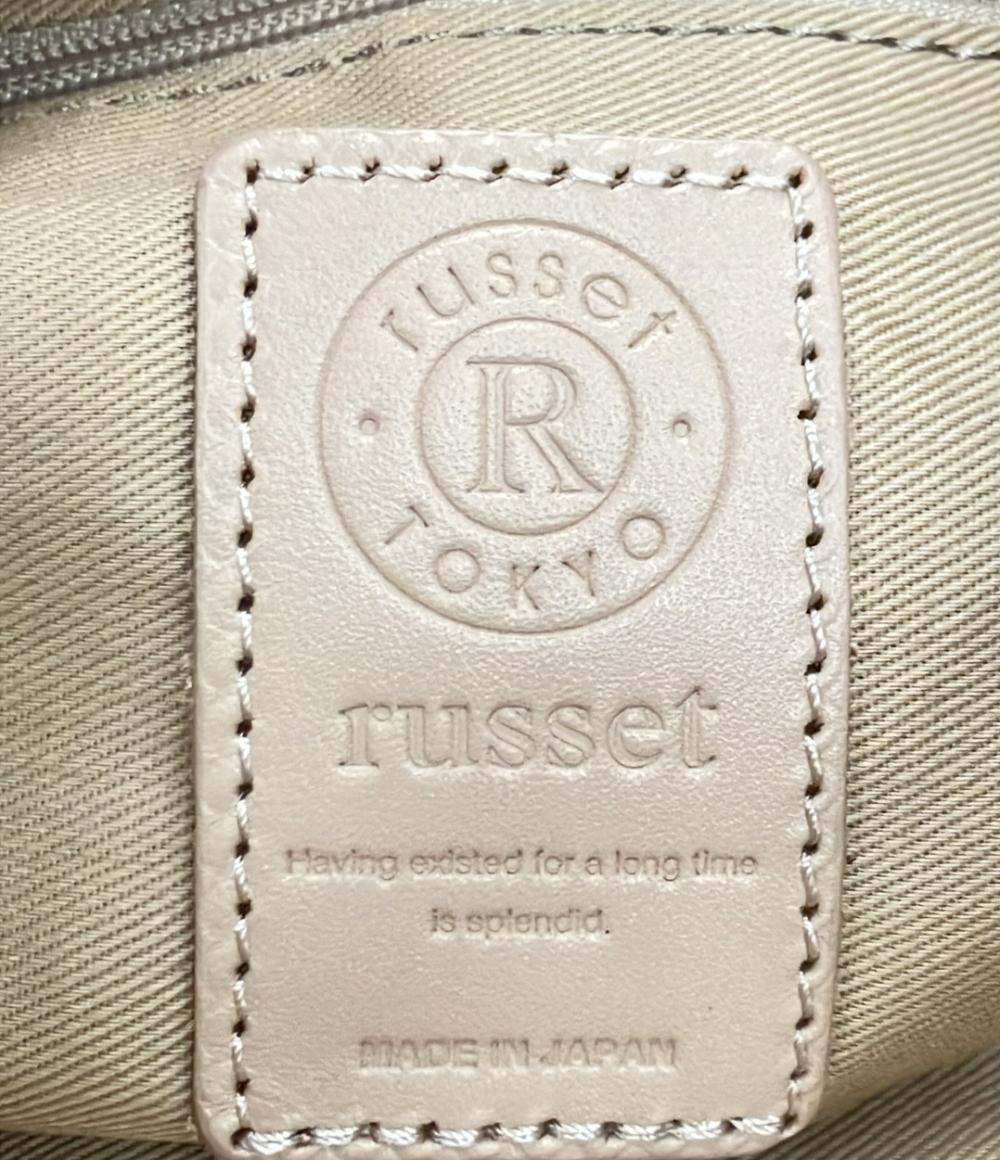 russet
R
TOKYO
russet
Having existed for a long time
is splendid.
MADE IN JAPAN